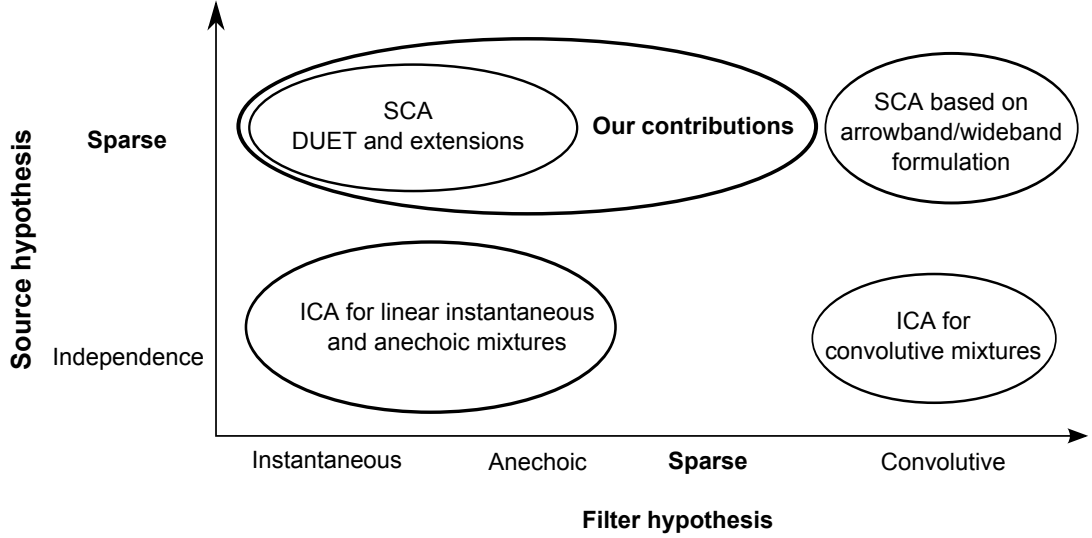 Source hypothesis
Sparse
Independence
SCA
DUET and extensions
Our contributions
SCA based on
arrowband/wideband
formulation
ICA for linear instantaneous
and anechoic mixtures
ICA for
convolutive mixtures
Instantaneous
Anechoic
Sparse
Convolutive
Filter hypothesis